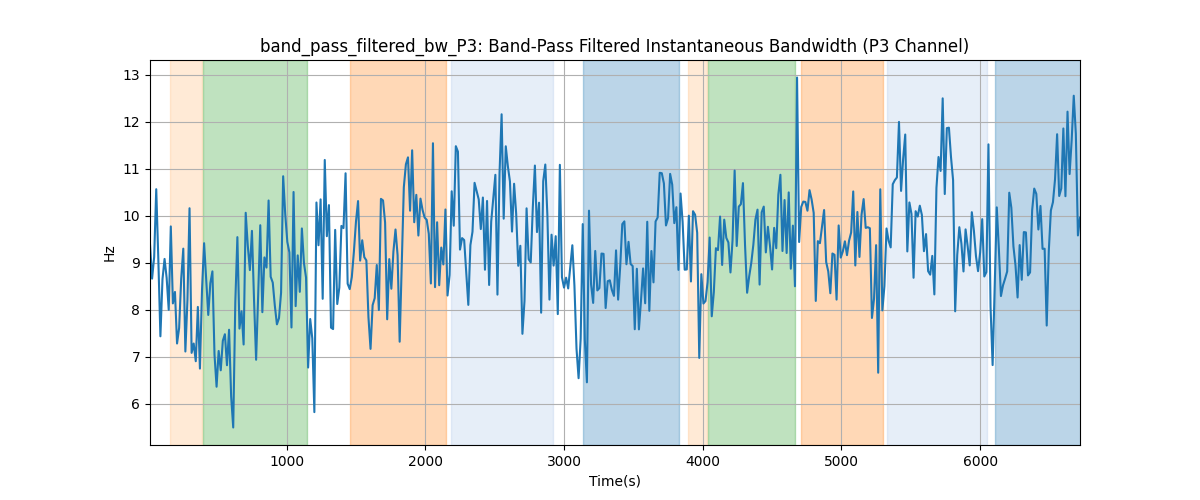 band_pass_filtered_bw_P3: Band-Pass Filtered Instantaneous Bandwidth (P3 Channel)
13
12
11
10
9
8
7
6
Hz
1000 2000 3000 4000 5000 6000
Time(s)